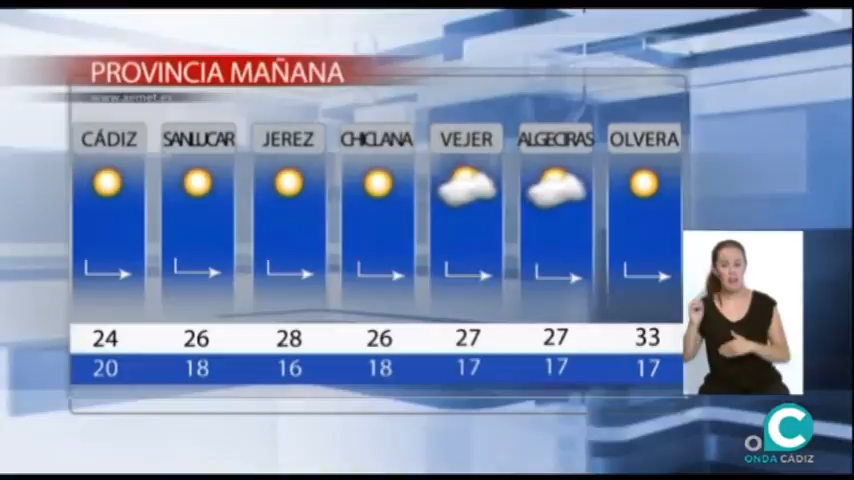 PROVINCIA MAÑANA
www.aemet.es
CÁDIZ SANLUCAR JEREZ CHICLANA VEJER ALGECIRAS OLVERA
24 26 28 26 27 27 33
20 18 16 18 17 17 17
ONDA CÁDIZ